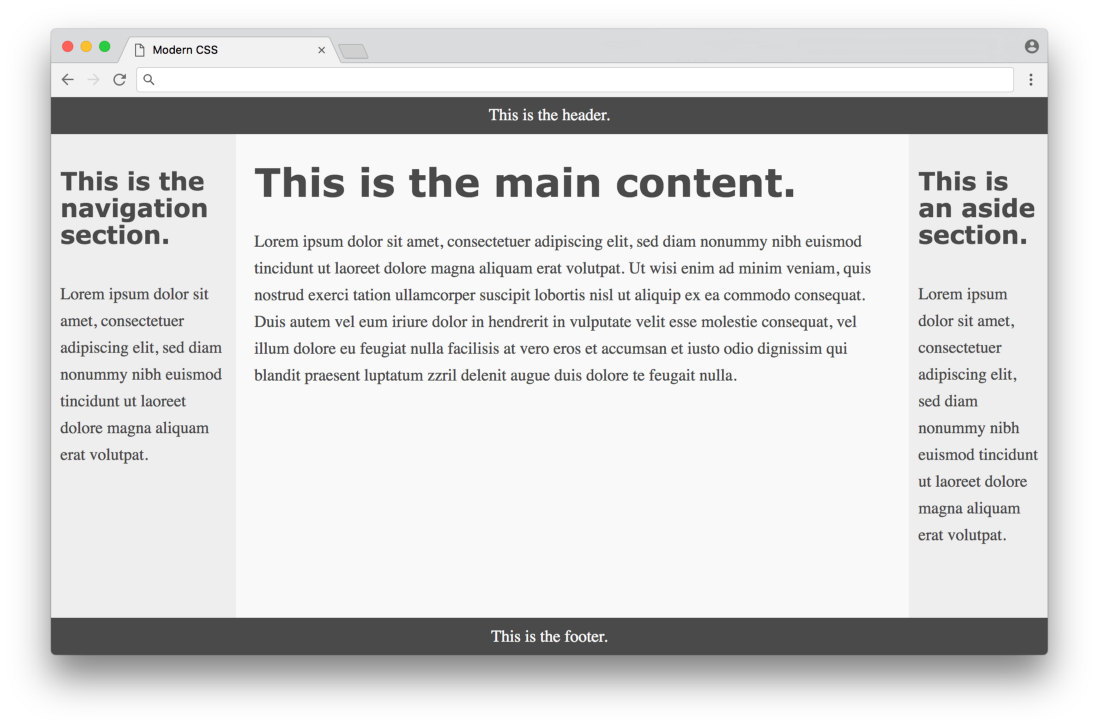 Modern CSS
This is the header.
This is the
navigation
section.
Lorem ipsum dolor sit
amet, consectetuer
adipiscing elit, sed diam
nonummy nibh euismod
tincidunt ut laoreet
dolore magna aliquam
erat volutpat.
This is the main content.
Lorem ipsum dolor sit amet, consectetuer adipiscing elit, sed diam nonummy nibh euismod
tincidunt ut laoreet dolore magna aliquam erat volutpat. Ut wisi enim ad minim veniam, quis
nostrud exerci tation ullamcorper suscipit lobortis nisl ut aliquip ex ea commodo consequat.
Duis autem vel eum iriure dolor in hendrerit in vulputate velit esse molestie consequat, vel
illum dolore eu feugiat nulla facilisis at vero eros et accumsan et iusto odio dignissim qui
blandit praesent luptatum zzril delenit augue duis dolore te feugait nulla.
This is
an aside
section.
Lorem ipsum
dolor sit amet,
consectetuer
adipiscing elit,
sed diam
nonummy nibh
euismod tincidunt
ut laoreet dolore
magna aliquam
erat volutpat.
This is the footer.